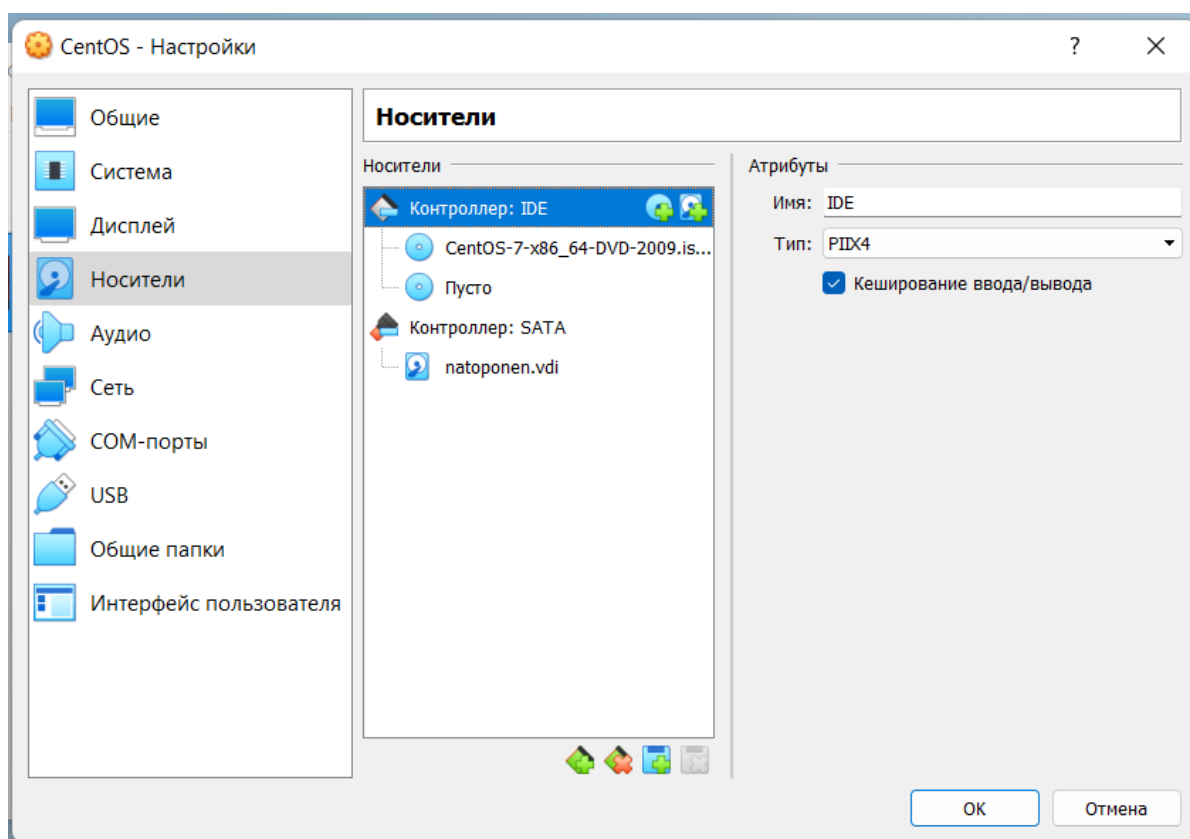 CentOS - Настройки
?
Общие
Система
Дисплей
Носители
Аудио
Сеть
COM-порты
USB
Общие папки
Интерфейс пользователя
Носители
Носители
Контроллер: IDE
CentOS-7-x86_64-DVD-2009.is...
Пусто
Контроллер: SATA
natoponen.vdi
Атрибуты
Имя: IDE
Тип: PIIX4
Кеширование ввода/вывода
OK
Отмена